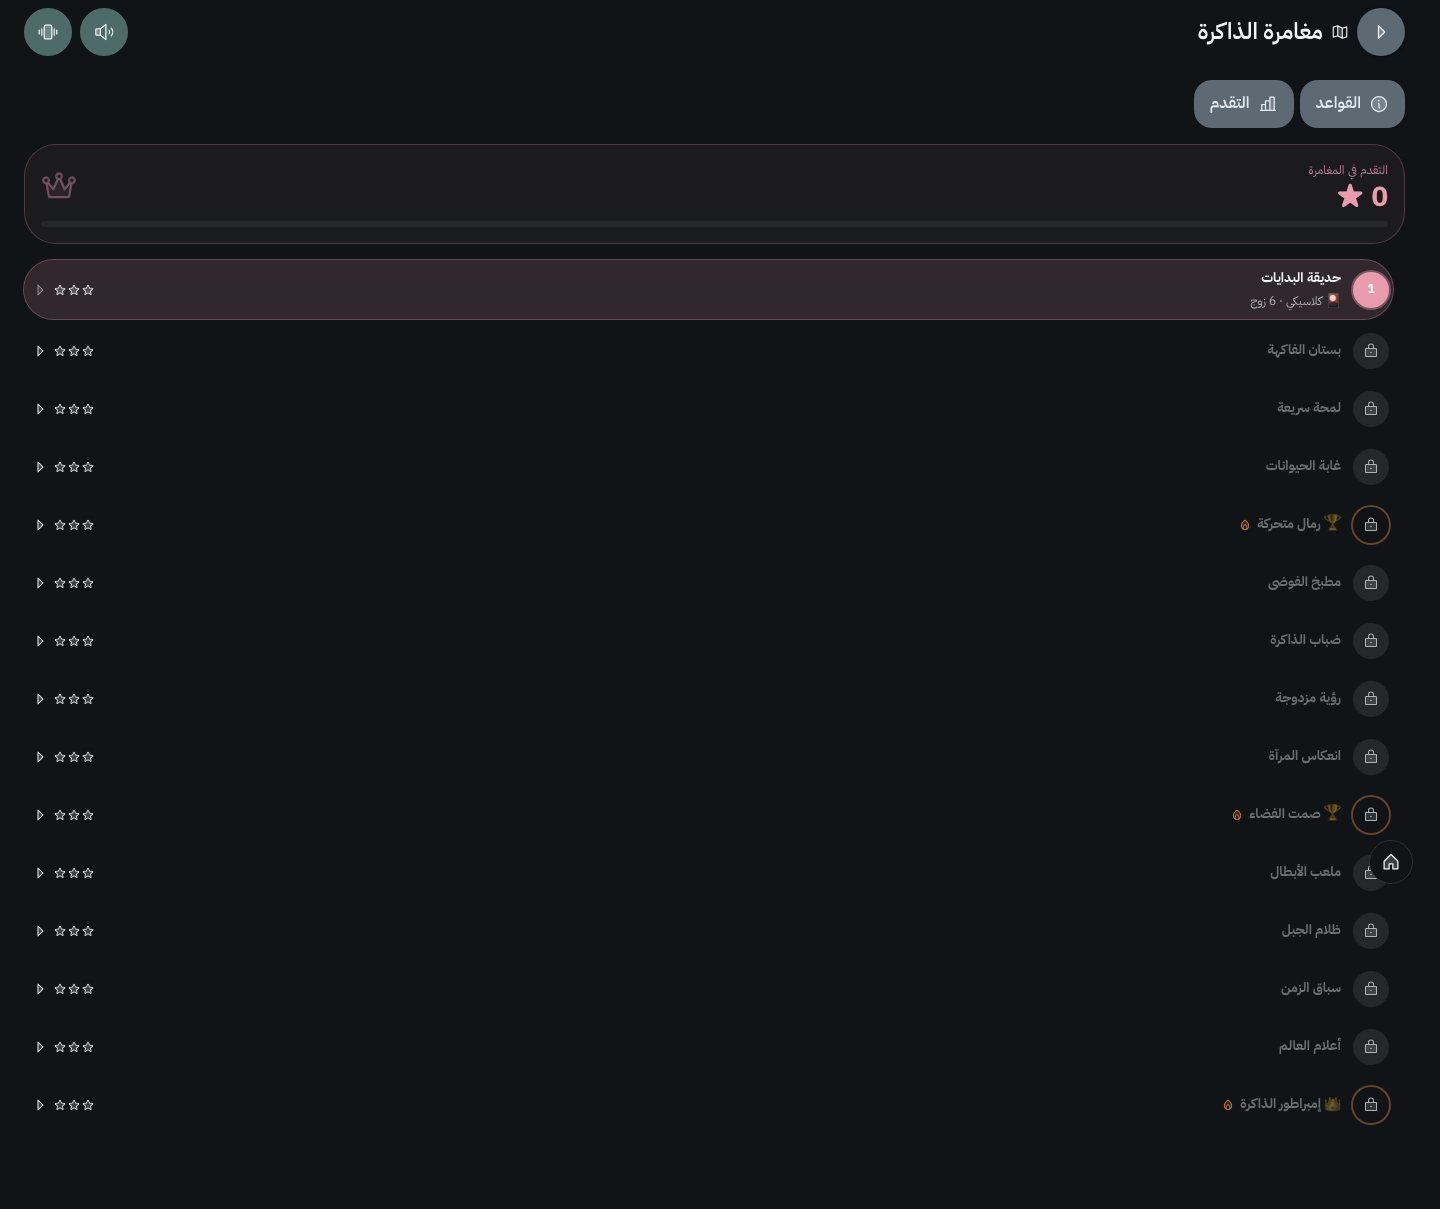 مغامرة الذاكرة
القواعد
التقدم
التقدم في المغامرة
0
1
حديقة البدايات
كلاسيكي · 6 زوج
بستان الفاكهة
لمحة سريعة
غابة الحيوانات
رمال متحركة
مطبخ الفوضى
ضباب الذاكرة
رؤية مزدوجة
انعكاس المرآة
صمت الفضاء
ملعب الأبطال
ظلام الجبل
سباق الزمن
أعلام العالم
إمبراطور الذاكرة